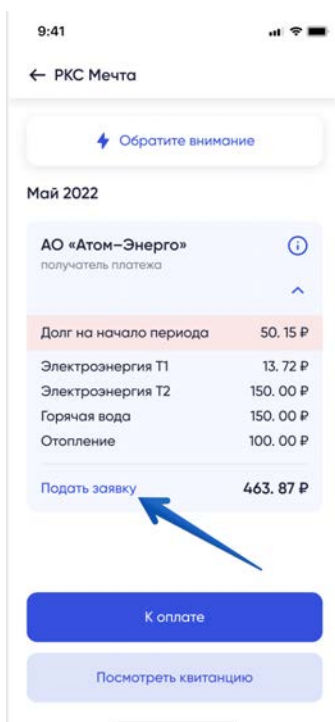 9:41
← РКС Мечта
Обратите внимание
Май 2022
АО «Атом–Энерго»
получатель платежа
Долг на начало периода 50. 15 ₽
Электроэнергия Т1 13. 72 ₽
Электроэнергия Т2 150. 00 ₽
Горячая вода 150. 00 ₽
Отопление 100. 00 ₽
Подать заявку 463. 87 ₽
К оплате
Посмотреть квитанцию